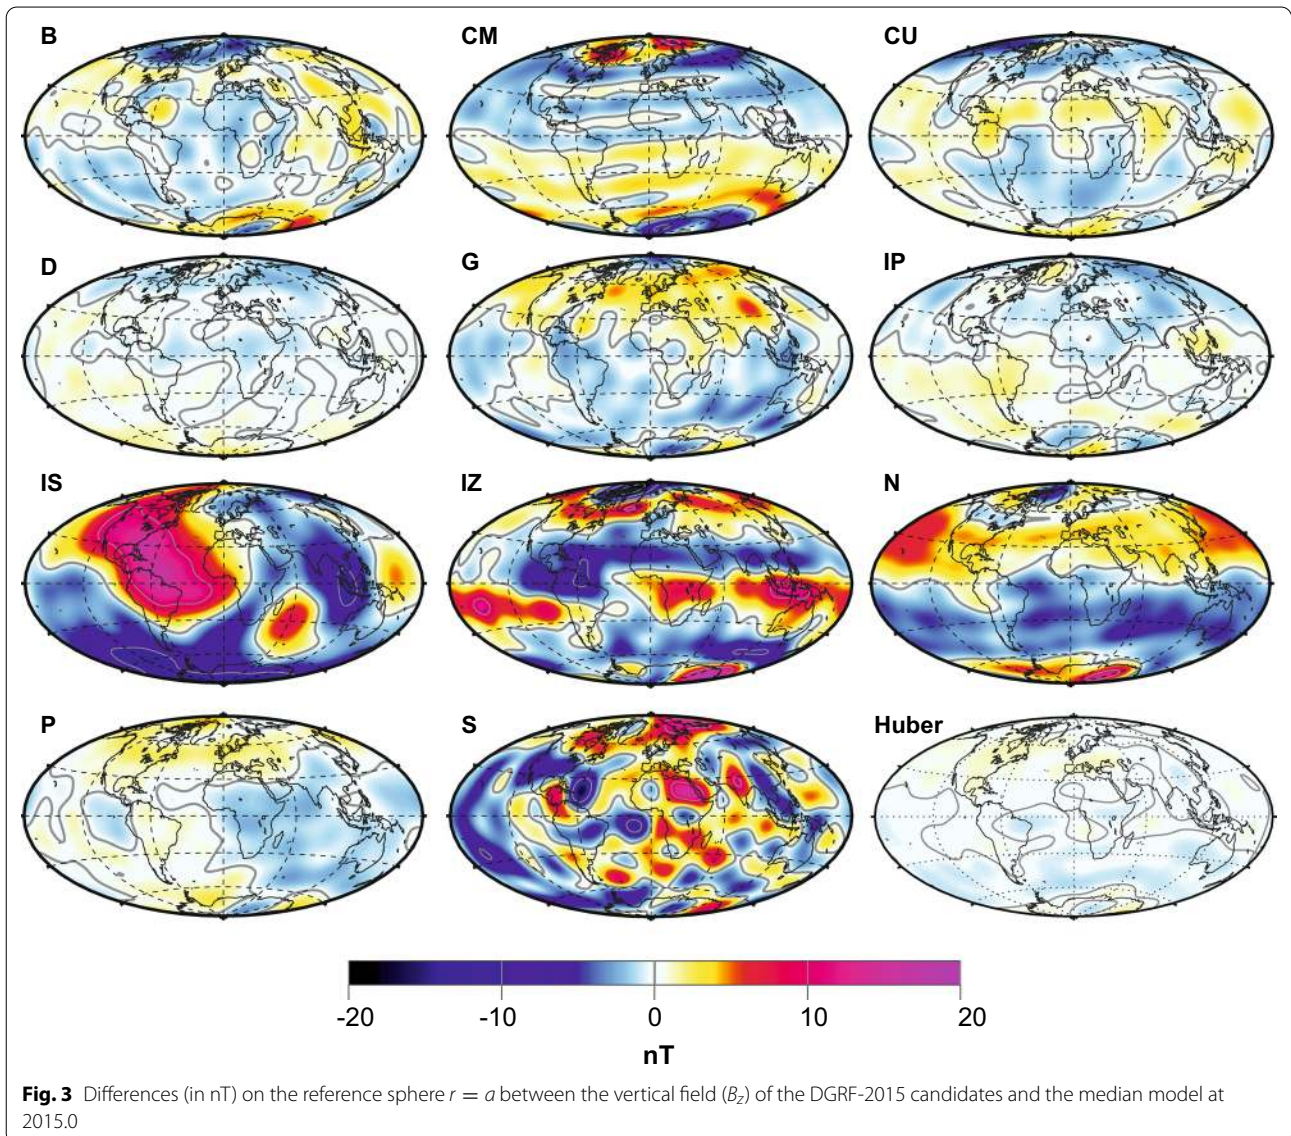 B CM CU
D G IP
IS IZ N
P S Huber
-20 -10 0 10 20
nT
Fig. 3 Differences (in nT) on the reference sphere r = a between the vertical field (B_z) of the DGRF-2015 candidates and the median model at
2015.0